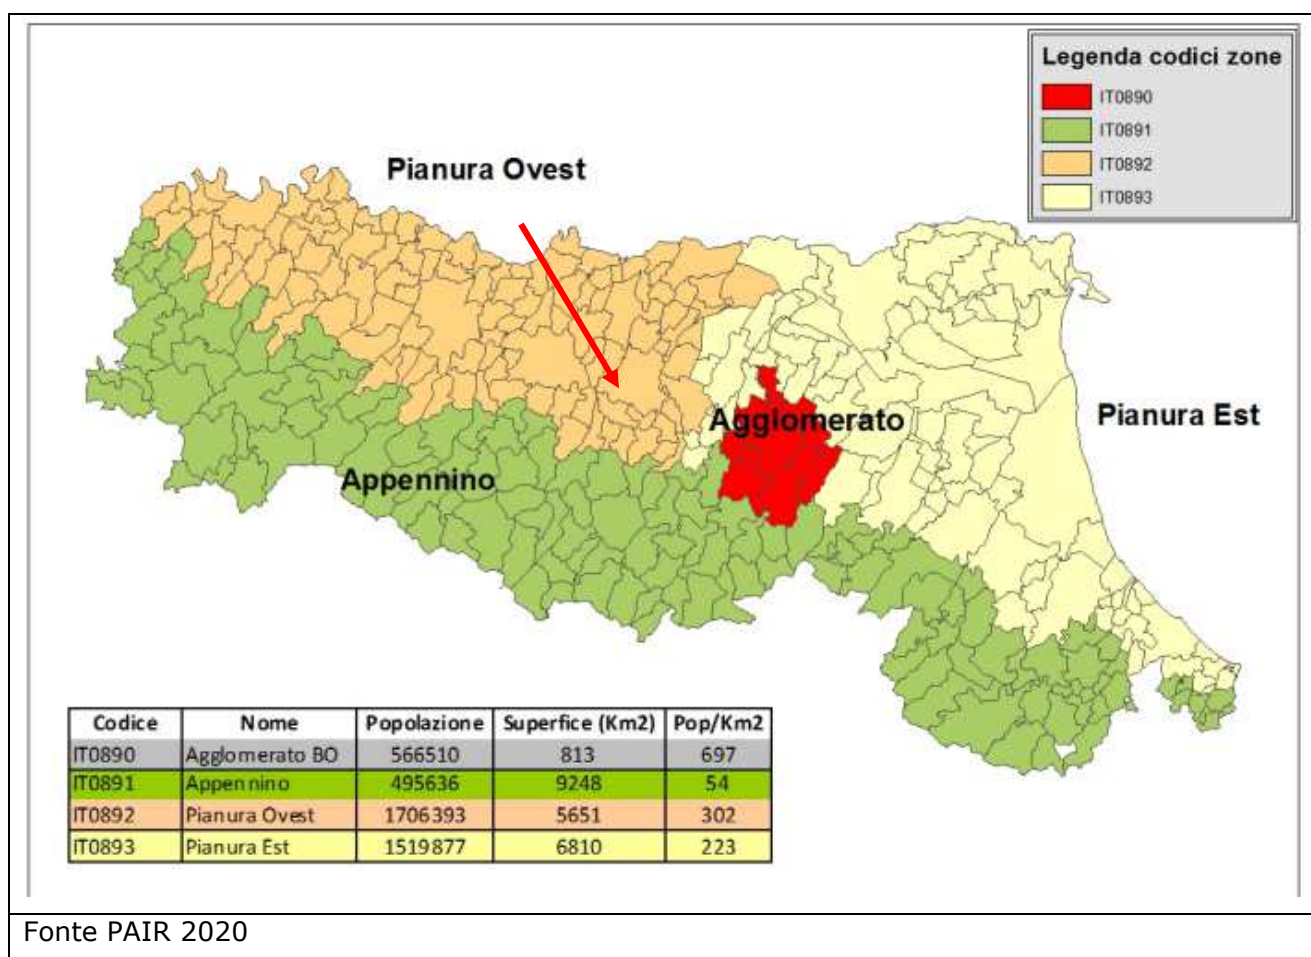 Legenda codici zone
IT0890
IT0891
IT0892
IT0893
Pianura Ovest
Agglomerato
Pianura Est
Appennino
Codice Nome Popolazione Superfice (Km2) Pop/Km2
IT0890 Agglomerato BO 566510 813 697
IT0891 Appennino 495636 9248 54
IT0892 Pianura Ovest 1706393 5651 302
IT0893 Pianura Est 1519877 6810 223
Fonte PAIR 2020